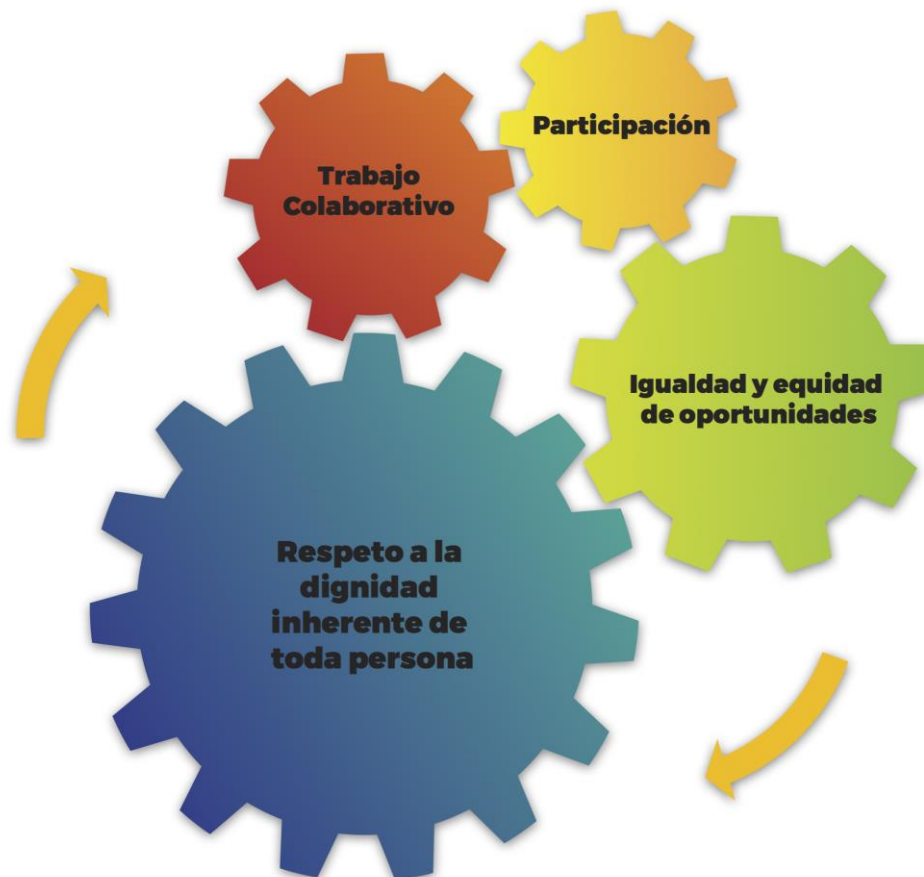 Participación
Trabajo
Colaborativo
Igualdad y equidad
de oportunidades
Respeto a la
dignidad
inherente de
toda persona